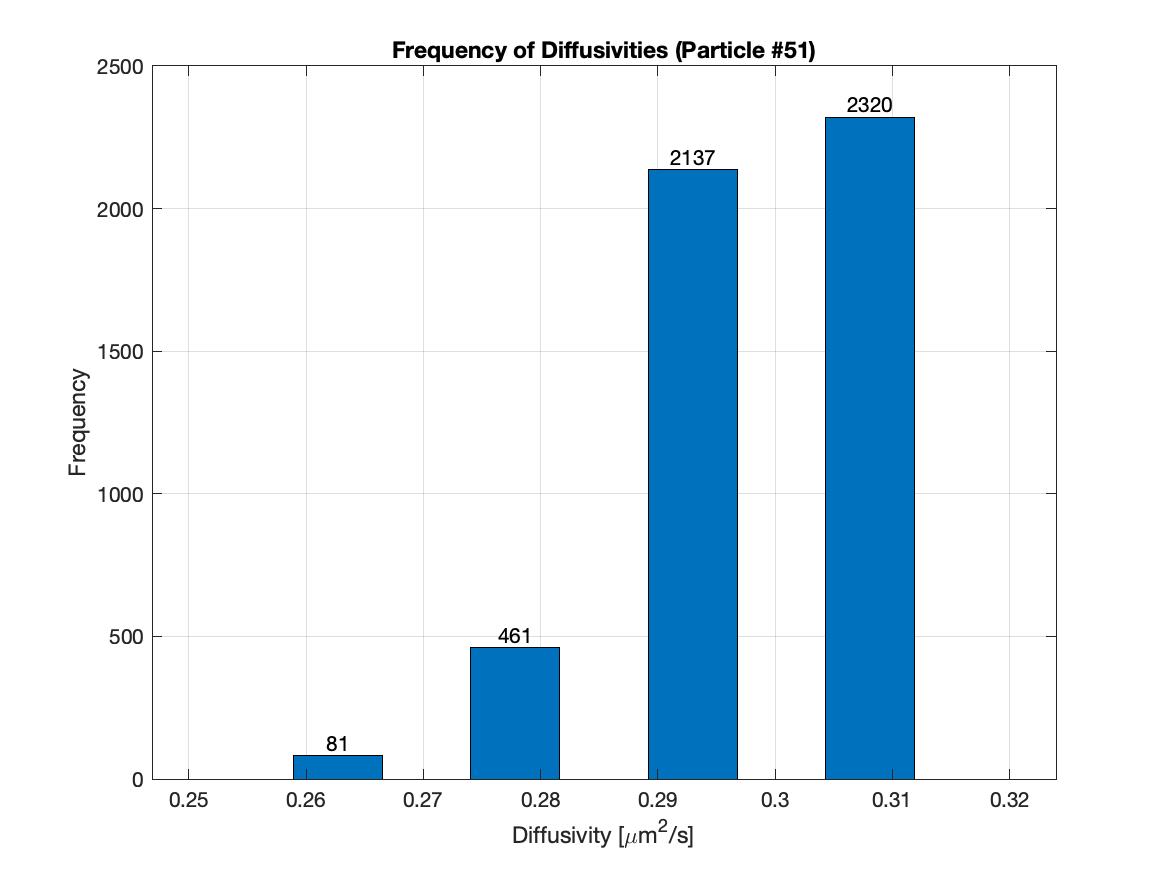 Frequency of Diffusivities (Particle #51)
2500
2000
1500
1000
500
0
Frequency
81
461
2137
2320
0.25 0.26 0.27 0.28 0.29 0.3 0.31 0.32
Diffusivity [μm²/s]